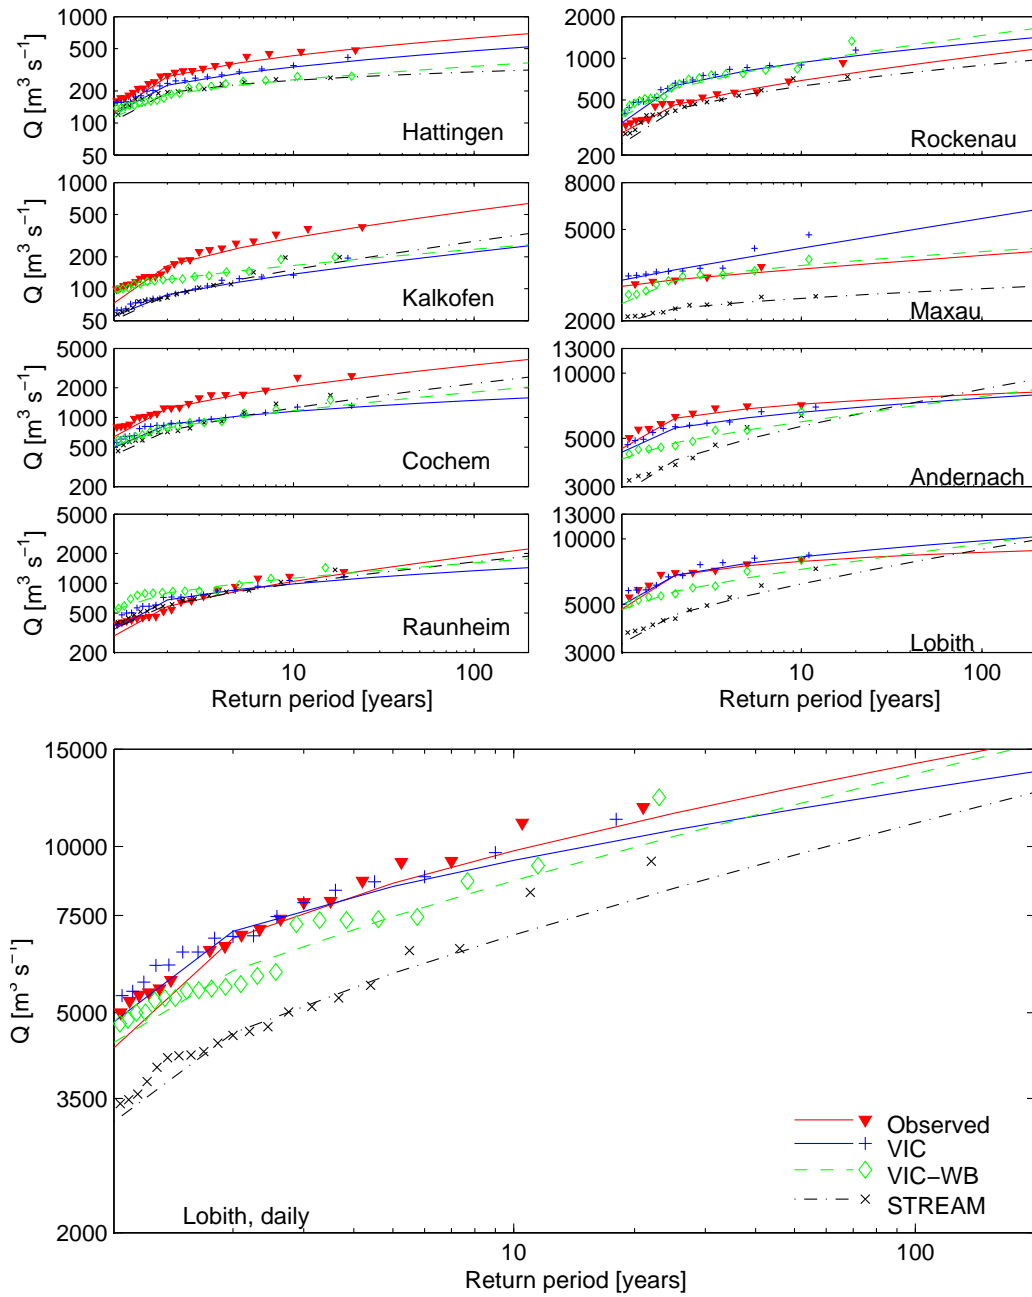 1000
500
200
100
50
Q [m³ s⁻¹]
Hattingen
2000
1000
500
200
Q [m³ s⁻¹]
Rockenau
1000
500
200
100
50
Q [m³ s⁻¹]
Kalkofen
8000
5000
2000
Maxau
5000
2000
1000
500
200
Q [m³ s⁻¹]
Cochem
13000
10000
5000
3000
Andernach
5000
2000
1000
500
200
Q [m³ s⁻¹]
Raunheim
10
100
Return period [years]
13000
10000
5000
3000
Lobith
10
100
Return period [years]
15000
10000
7500
5000
3500
2000
Q [m³ s⁻¹]
Observed
VIC
VIC−WB
STREAM
Lobith, daily
10
100
Return period [years]